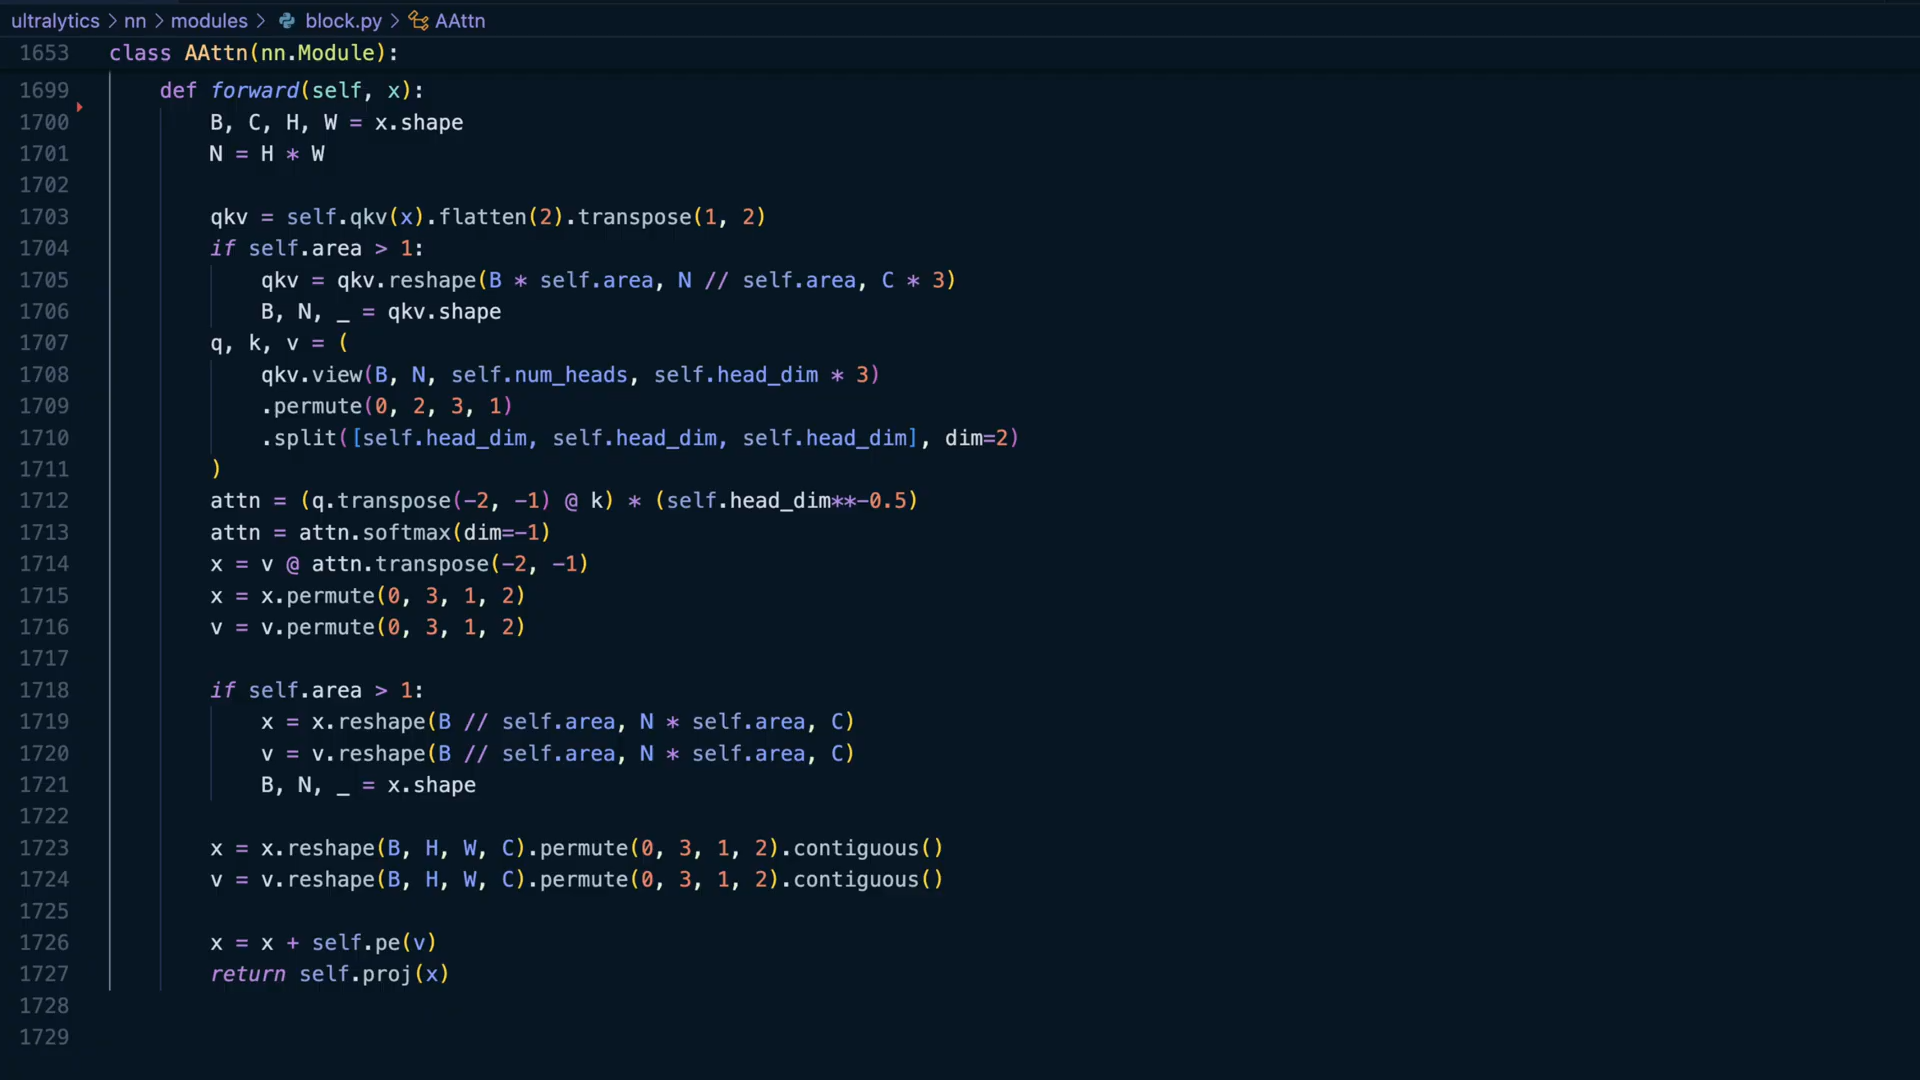 ultralytics > nn > modules > block.py > AAttn
1653 class AAttn(nn.Module):
1699 def forward(self, x):
1700 B, C, H, W = x.shape
1701 N = H * W
1702
1703 qkv = self.qkv(x).flatten(2).transpose(1, 2)
1704 if self.area > 1:
1705 qkv = qkv.reshape(B * self.area, N // self.area, C * 3)
1706 B, N, _ = qkv.shape
1707 q, k, v = (
1708 qkv.view(B, N, self.num_heads, self.head_dim * 3)
1709 .permute(0, 2, 3, 1)
1710 .split([self.head_dim, self.head_dim, self.head_dim], dim=2)
1711 )
1712 attn = (q.transpose(-2, -1) @ k) * (self.head_dim**-0.5)
1713 attn = attn.softmax(dim=-1)
1714 x = v @ attn.transpose(-2, -1)
1715 x = x.permute(0, 3, 1, 2)
1716 v = v.permute(0, 3, 1, 2)
1717
1718 if self.area > 1:
1719 x = x.reshape(B // self.area, N * self.area, C)
1720 v = v.reshape(B // self.area, N * self.area, C)
1721 B, N, _ = x.shape
1722
1723 x = x.reshape(B, H, W, C).permute(0, 3, 1, 2).contiguous()
1724 v = v.reshape(B, H, W, C).permute(0, 3, 1, 2).contiguous()
1725
1726 x = x + self.pe(v)
1727 return self.proj(x)
1728
1729